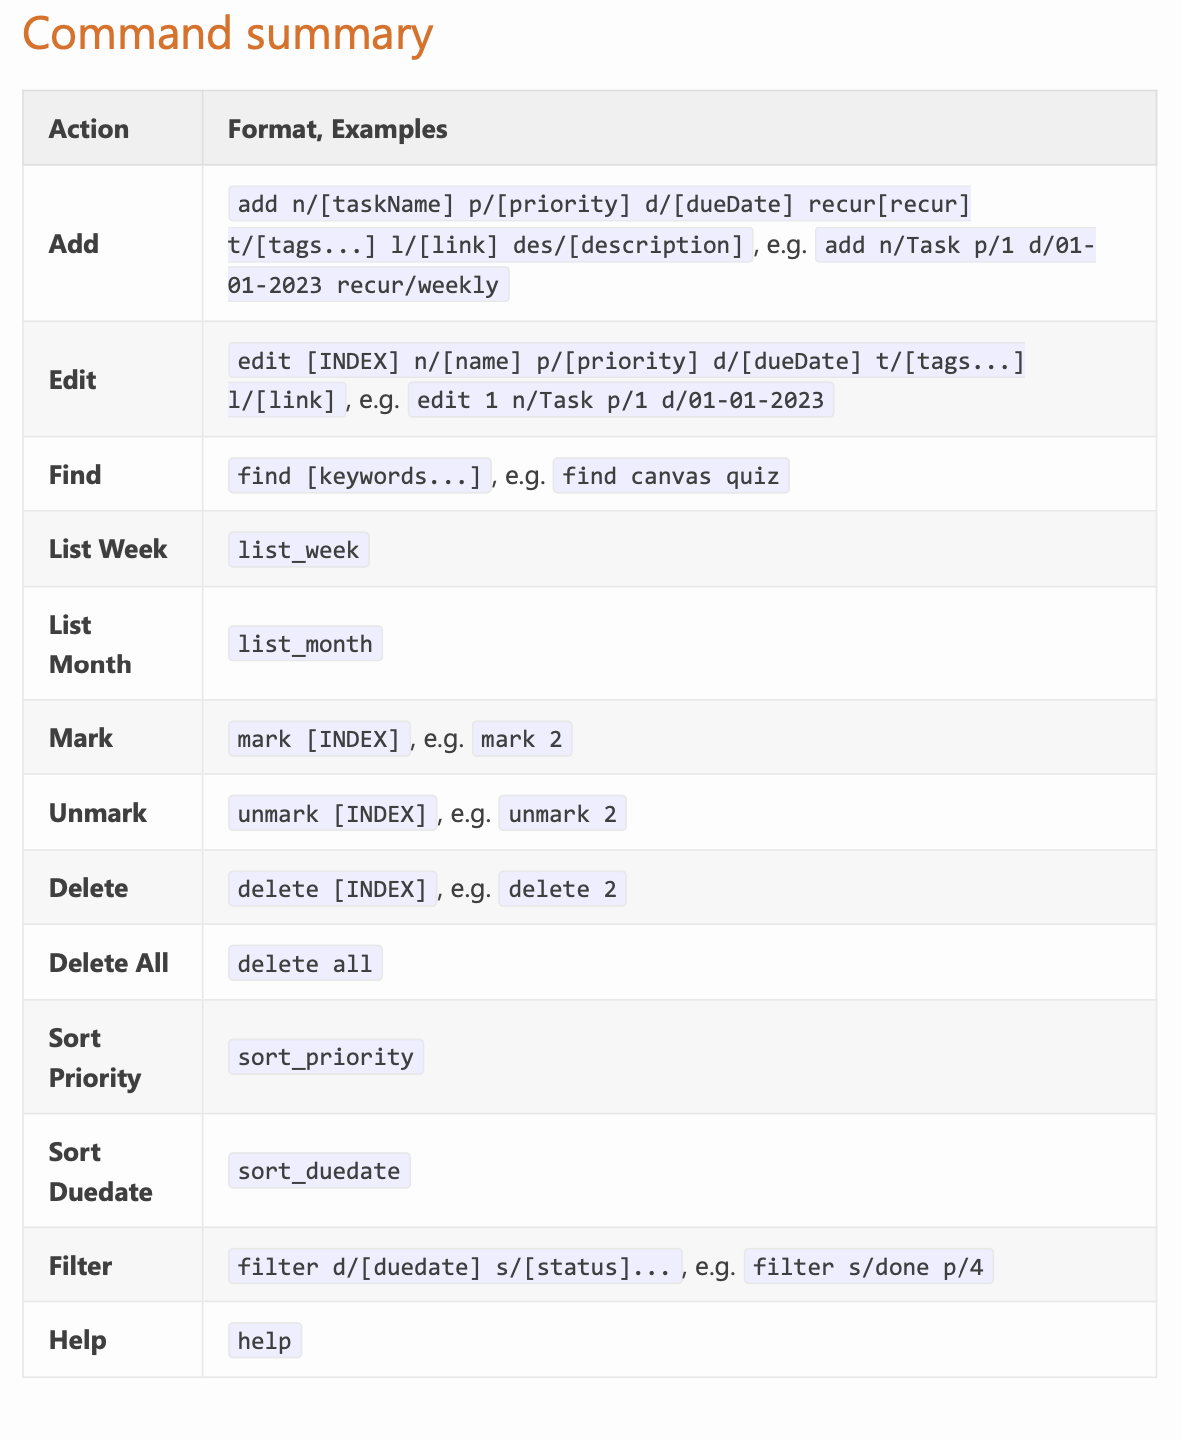 Command summary
Action
Format, Examples
Add
add n/[taskName] p/[priority] d/[dueDate] recur[recur]
t/[tags...] l/[link] des/[description] , e.g. add n/Task p/1 d/01-
01-2023 recur/weekly
Edit
edit [INDEX] n/[name] p/[priority] d/[dueDate] t/[tags...]
l/[link] , e.g. edit 1 n/Task p/1 d/01-01-2023
Find
find [keywords...] , e.g. find canvas quiz
List Week
list_week
List
Month
list_month
Mark
mark [INDEX] , e.g. mark 2
Unmark
unmark [INDEX] , e.g. unmark 2
Delete
delete [INDEX] , e.g. delete 2
Delete All
delete all
Sort
Priority
sort_priority
Sort
Duedate
sort_duedate
Filter
filter d/[duedate] s/[status]... , e.g. filter s/done p/4
Help
help